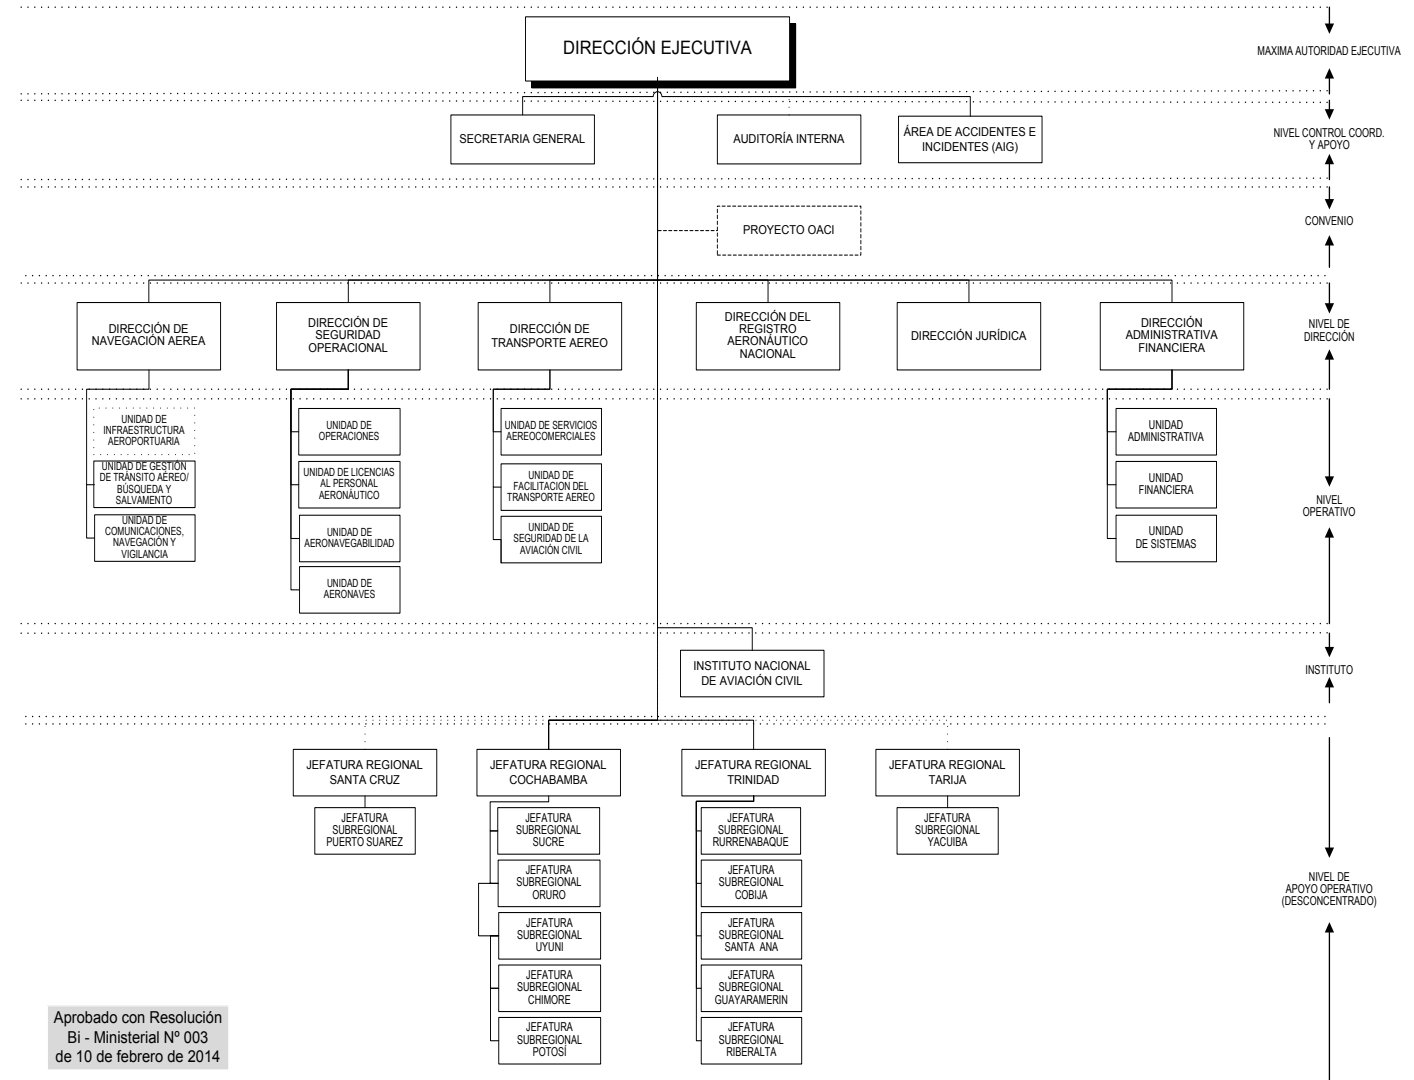 DIRECCIÓN EJECUTIVA
MAXIMA AUTORIDAD EJECUTIVA
SECRETARIA GENERAL
AUDITORÍA INTERNA
ÁREA DE ACCIDENTES E
INCIDENTES (AIG)
NIVEL CONTROL COORD.
Y APOYO
PROYECTO OACI
CONVENIO
DIRECCIÓN DE
NAVEGACIÓN AEREA
DIRECCIÓN DE
SEGURIDAD
OPERACIONAL
DIRECCIÓN DE
TRANSPORTE AEREO
DIRECCIÓN DEL
REGISTRO
AERONÁUTICO
NACIONAL
DIRECCIÓN JURÍDICA
DIRECCIÓN
ADMINISTRATIVA
FINANCIERA
NIVEL DE
DIRECCIÓN
UNIDAD DE
INFRAESTRUCTURA
AEROPORTUARIA
UNIDAD DE GESTIÓN
DE TRÁNSITO AÉREO/
BÚSQUEDA Y
SALVAMENTO
UNIDAD DE
COMUNICACIONES,
NAVEGACIÓN Y
VIGILANCIA
UNIDAD DE
OPERACIONES
UNIDAD DE LICENCIAS
AL PERSONAL
AERONÁUTICO
UNIDAD DE
AERONAVEGABILIDAD
UNIDAD DE
AERONAVES
UNIDAD DE SERVICIOS
AEREOCOMERCIALES
UNIDAD DE
FACILITACION DEL
TRANSPORTE AEREO
UNIDAD DE
SEGURIDAD DE LA
AVIACIÓN CIVIL
UNIDAD
ADMINISTRATIVA
UNIDAD
FINANCIERA
UNIDAD
DE SISTEMAS
NIVEL
OPERATIVO
INSTITUTO NACIONAL
DE AVIACIÓN CIVIL
INSTITUTO
JEFATURA REGIONAL
SANTA CRUZ
JEFATURA
SUBREGIONAL
PUERTO SUAREZ
JEFATURA REGIONAL
COCHABAMBA
JEFATURA
SUBREGIONAL
SUCRE
JEFATURA
SUBREGIONAL
ORURO
JEFATURA
SUBREGIONAL
UYUNI
JEFATURA
SUBREGIONAL
CHIMORE
JEFATURA
SUBREGIONAL
POTOSÍ
JEFATURA REGIONAL
TRINIDAD
JEFATURA
SUBREGIONAL
RURRENABAQUE
JEFATURA
SUBREGIONAL
COBIJA
JEFATURA
SUBREGIONAL
SANTA ANA
JEFATURA
SUBREGIONAL
GUAYARAMERIN
JEFATURA
SUBREGIONAL
RIBERALTA
JEFATURA REGIONAL
TARIJA
JEFATURA
SUBREGIONAL
YACUIBA
NIVEL DE
APOYO OPERATIVO
(DESCONCENTRADO)
Aprobado con Resolución
Bi - Ministerial Nº 003
de 10 de febrero de 2014